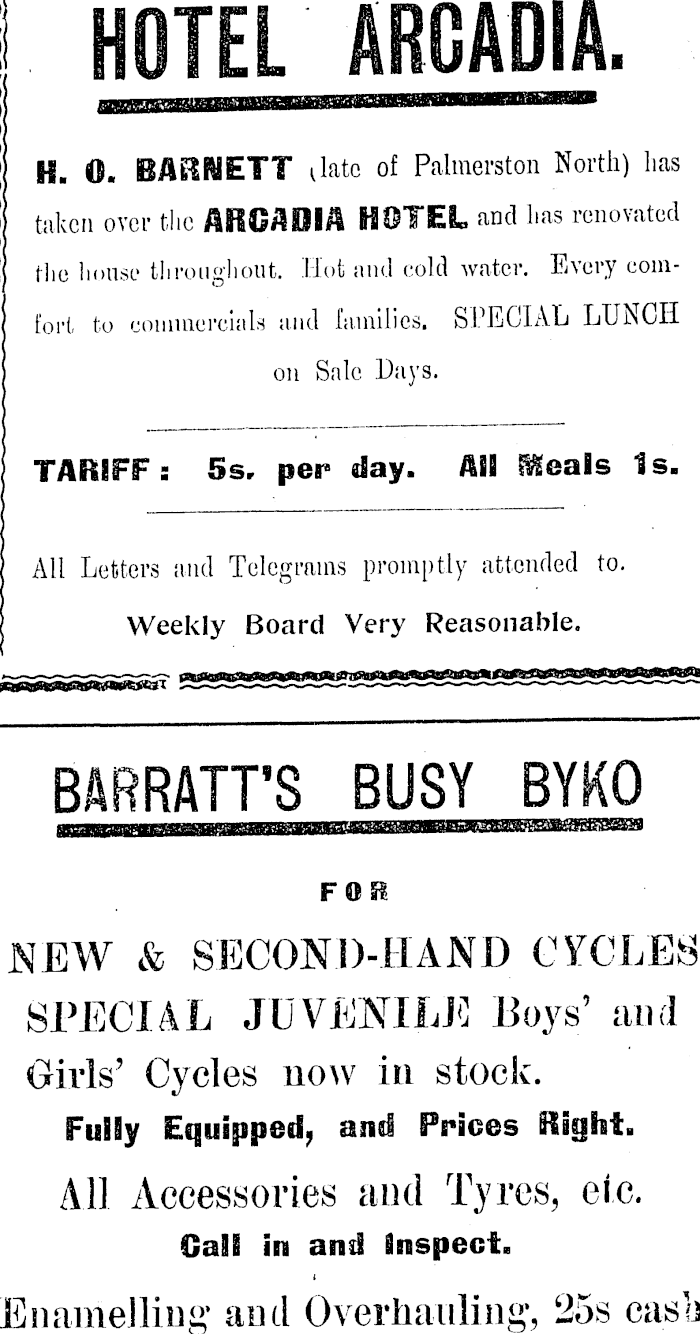 HOTEL ARCADIA.
H. O. BARNETT (late of Palmerston North) has
taken over the ARCADIA HOTEL, and has renovated
the house throughout. Hot and cold water. Every com-
fort to commercials and families. SPECIAL LUNCH
on Sale Days.
TARIFF: 5s. per day. All Meals 1s.
All Letters and Telegrams promptly attended to.
Weekly Board Very Reasonable.
BARRATT'S BUSY BYKO
FOR
NEW & SECOND-HAND CYCLES
SPECIAL JUVENILE Boys' and
Girls' Cycles now in stock.
Fully Equipped, and Prices Right.
All Accessories and Tyres, etc.
Call in and Inspect.
Enamelling and Overhauling, 25s cash